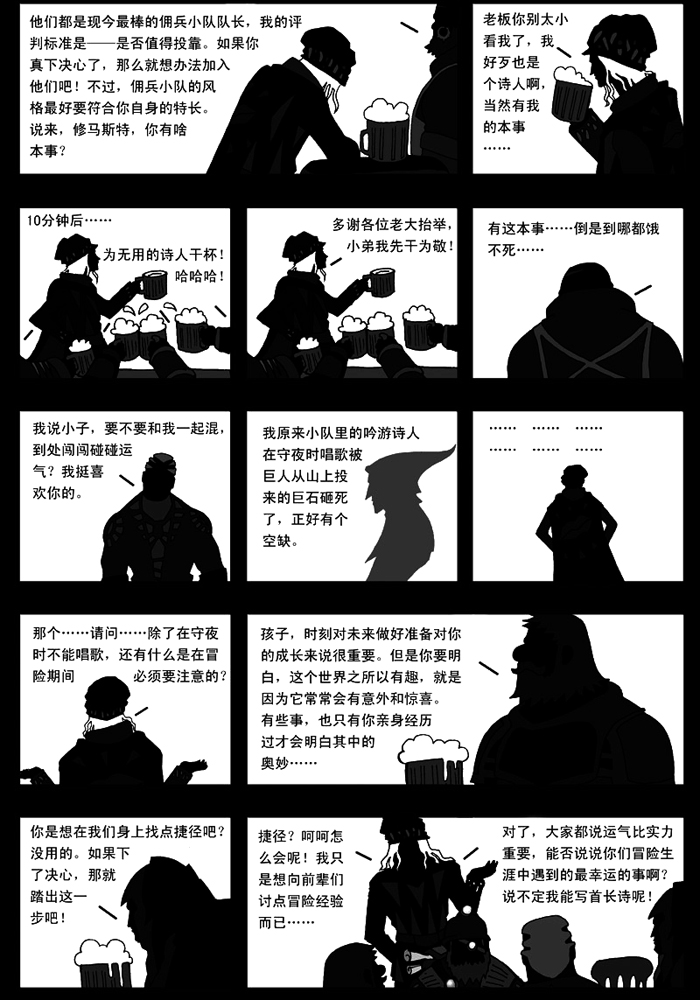 他们都是现今最棒的佣兵小队队长，我的评
判标准是——是否值得投靠。如果你
真下决心了，那么就想办法加入
他们吧！不过，佣兵小队的风
格最好要符合你自身的特长。
说来，修马斯特，你有啥
本事？
老板你别太小
看我了，我
好歹也是
个诗人啊，
当然有我
的本事
……
10分钟后……
为无用的诗人干杯！
哈哈哈！
多谢各位老大抬举，
小弟我先干为敬！
有这本事……倒是到哪都饿
不死……
我说小子，要不要和我一起混，
到处闯闯碰碰运
气？我挺喜
欢你的。
我原来小队里的吟游诗人
在守夜时唱歌被
巨人从山上投
来的巨石砸死
了，正好有个
空缺。
…… …… ……
…… …… ……
那个……请问……除了在守夜
时不能唱歌，还有什么是在冒
险期间 必须要注意的？
孩子，时刻对未来做好准备对你
的成长来说很重要。但是你要明
白，这个世界之所以有趣，就是
因为它常常会有意外和惊喜。
有些事，也只有你亲身经历
过才会明白其中的
奥妙……
你是想在我们身上找点捷径吧？
没用的。如果下
了决心，那就
踏出这一
步吧！
捷径？呵呵怎
么会呢！我只
是想向前辈们
讨点冒险经验
而已……
对了，大家都说运气比实力
重要，能否说说你们冒险生
涯中遇到的最幸运的事啊？
说不定我能写首长诗呢！